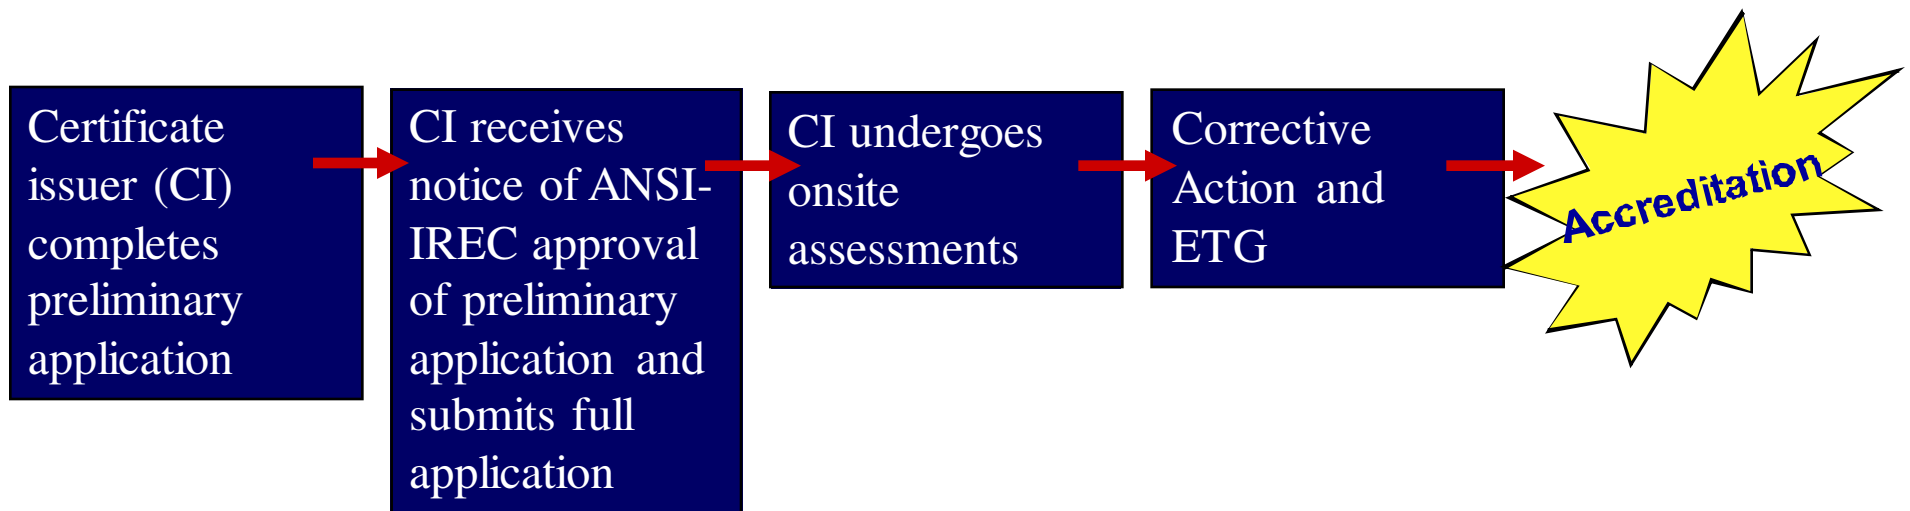 Certificate
issuer (CI)
completes
preliminary
application
CI receives
notice of ANSI-
IREC approval
of preliminary
application and
submits full
application
CI undergoes
onsite
assessments
Corrective
Action and
ETG
Accreditation